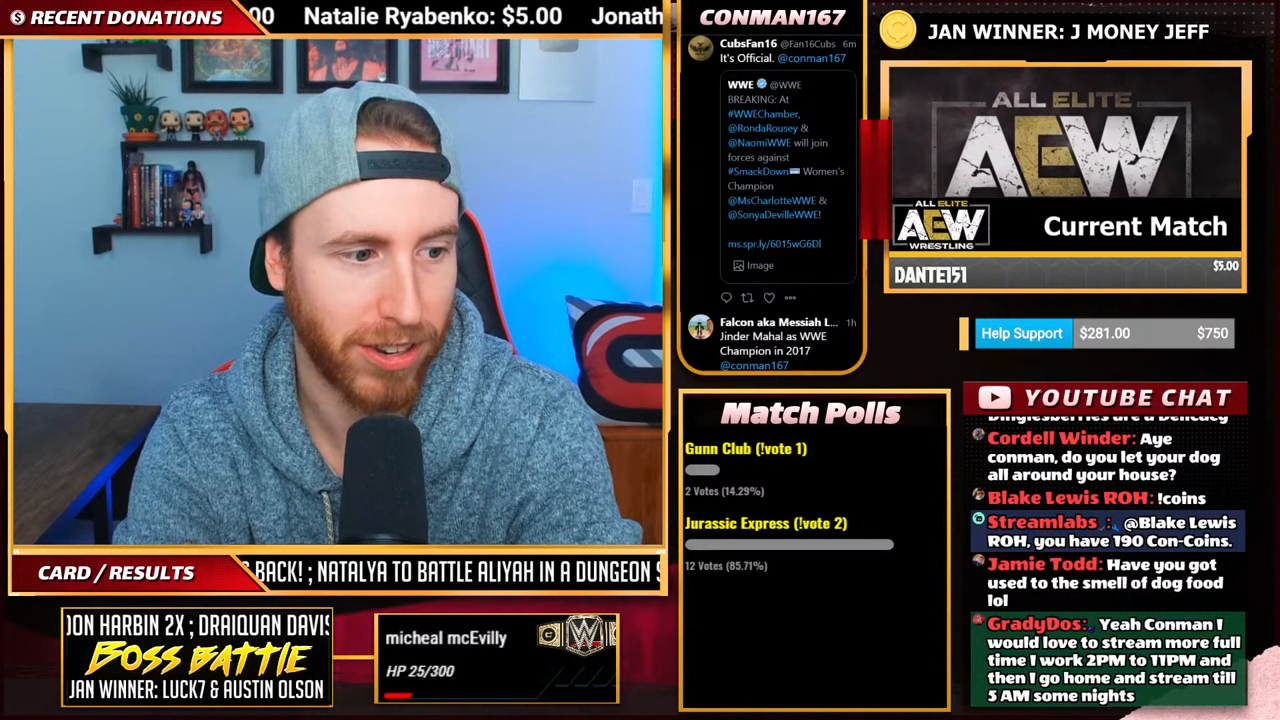 RECENT DONATIONS
00 Natalie Ryabenko: $5.00 Jonath
CONMAN167
CubsFan16 @Fan16Cubs 6m
It's Official. @conman167
WWE @WWE
BREAKING: At
#WWEChamber,
@RondaRousey &
@NaomiWWE will join
forces against
#SmackDown Women's
Champion
@MsCharlotteWWE &
@SonyaDevilleWWE!
ms.spr.ly/6015wG6Dl
Image
Falcon aka Messiah L... 1h
Jinder Mahal as WWE
Champion in 2017
@conman167
JAN WINNER: J MONEY JEFF
ALL ELITE
AEW
ALL ELITE
AEW
WRESTLING
Current Match
DANTE151
$5.00
Help Support $281.00 $750
Match Polls
Gunn Club (!vote 1)
2 Votes (14.29%)
Jurassic Express (!vote 2)
12 Votes (85.71%)
YOUTUBE CHAT
Dinglesberries are a Delicacy
Cordell Winder: Aye
conman, do you let your dog
all around your house?
Blake Lewis ROH: !coins
Streamlabs : @Blake Lewis
ROH, you have 190 Con-Coins.
Jamie Todd: Have you got
used to the smell of dog food
lol
GradyDos: Yeah Conman I
would love to stream more full
time I work 2PM to 11PM and
then I go home and stream till
5 AM some nights
CARD / RESULTS
BACK! ; NATALYA TO BATTLE ALIYAH IN A DUNGEON S
JON HARBIN 2X ; DRAIQUAN DAVIS
BOSS BATTLE
JAN WINNER: LUCK7 & AUSTIN OLSON
micheal mcEvilly
HP 25/300